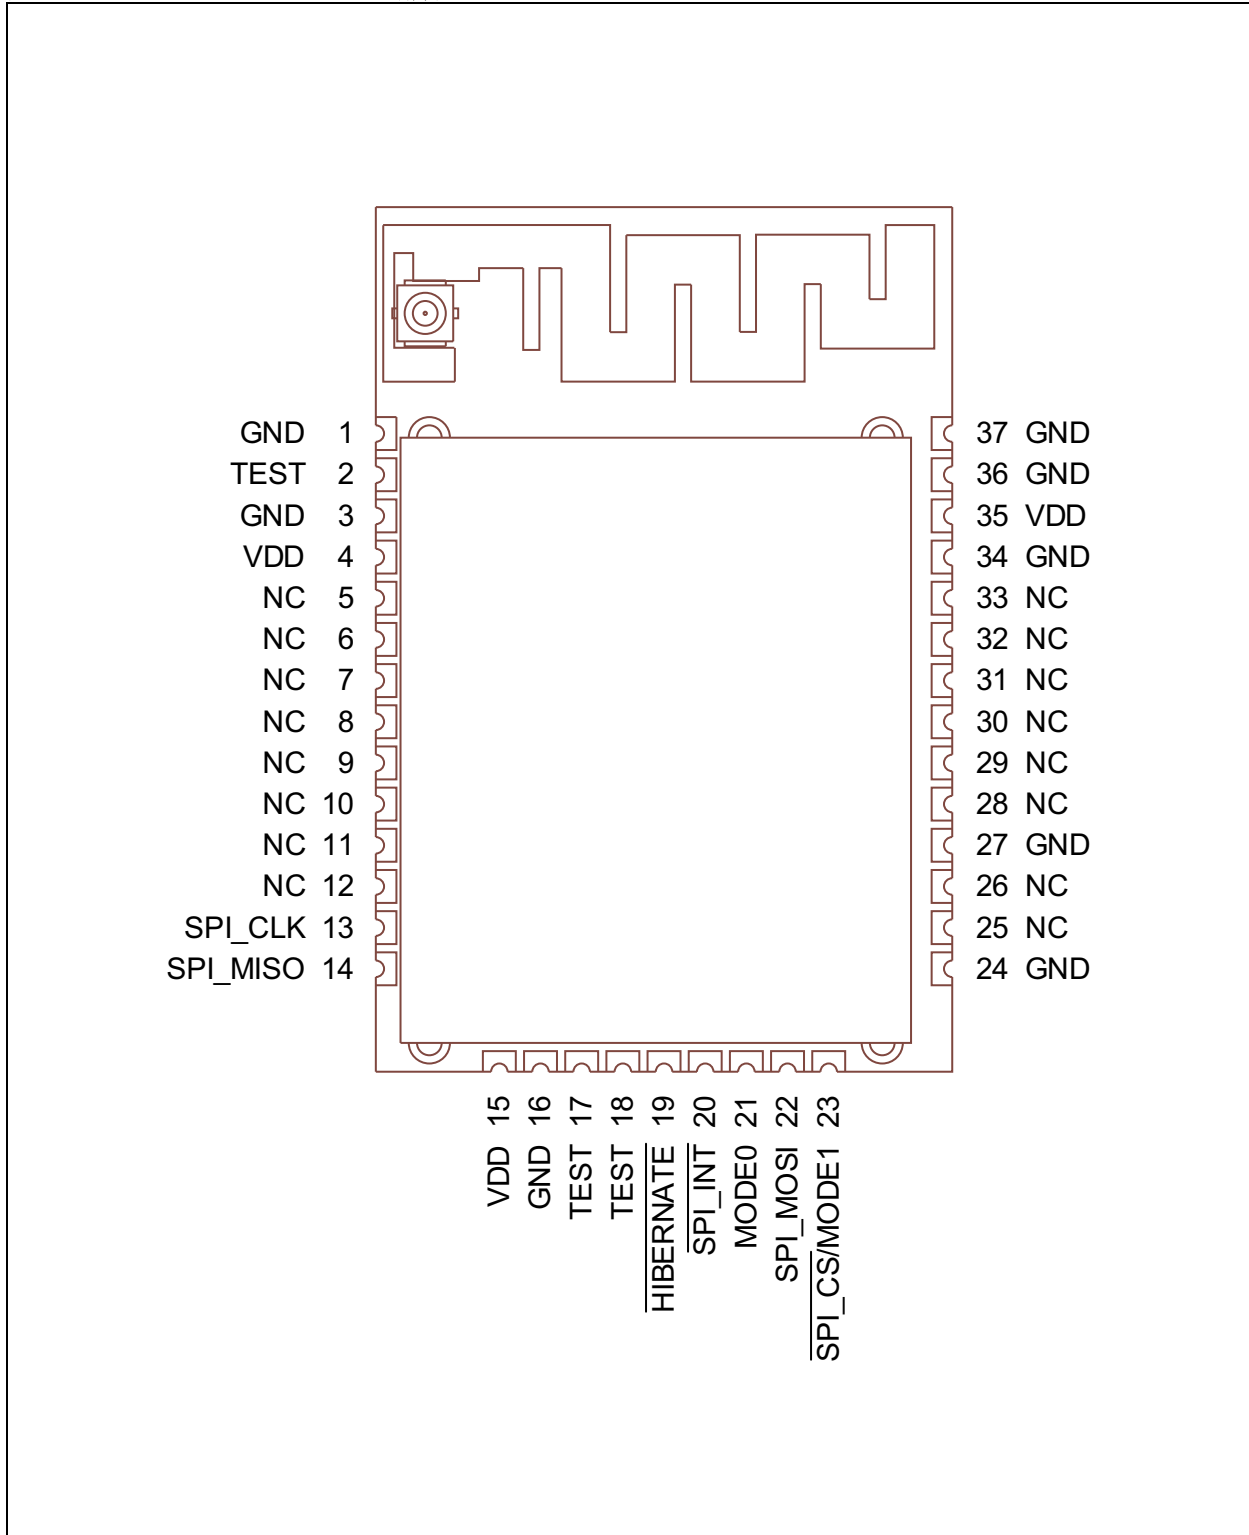 GND 1
TEST 2
GND 3
VDD 4
NC 5
NC 6
NC 7
NC 8
NC 9
NC 10
NC 11
NC 12
SPI_CLK 13
SPI_MISO 14
VDD 15
GND 16
TEST 17
TEST 18
HIBERNATE 19
SPI_INT 20
MODE0 21
SPI_MOSI 22
SPI_CS/MODE1 23
37 GND
36 GND
35 VDD
34 GND
33 NC
32 NC
31 NC
30 NC
29 NC
28 NC
27 GND
26 NC
25 NC
24 GND